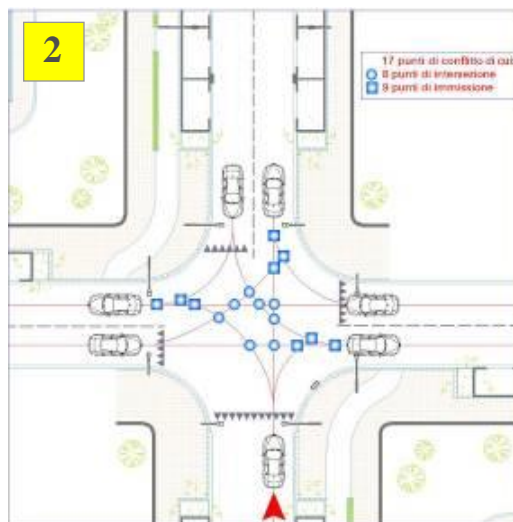 2
17 punti di conflitto di cui
8 punti di intersezione
9 punti di immissione